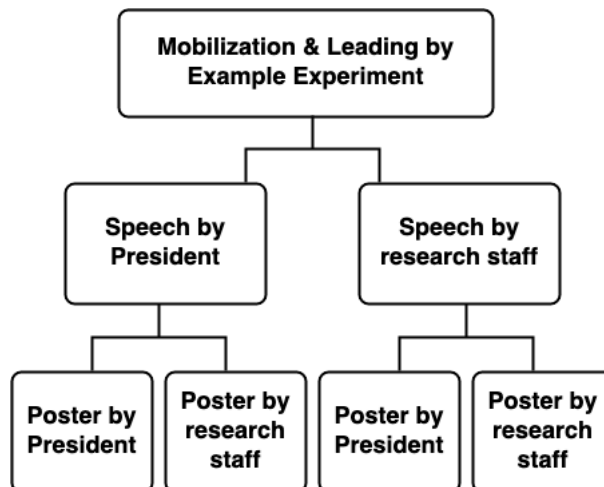 Mobilization & Leading by
Example Experiment
Speech by
President
Speech by
research staff
Poster by
President
Poster by
research
staff
Poster by
President
Poster by
research
staff